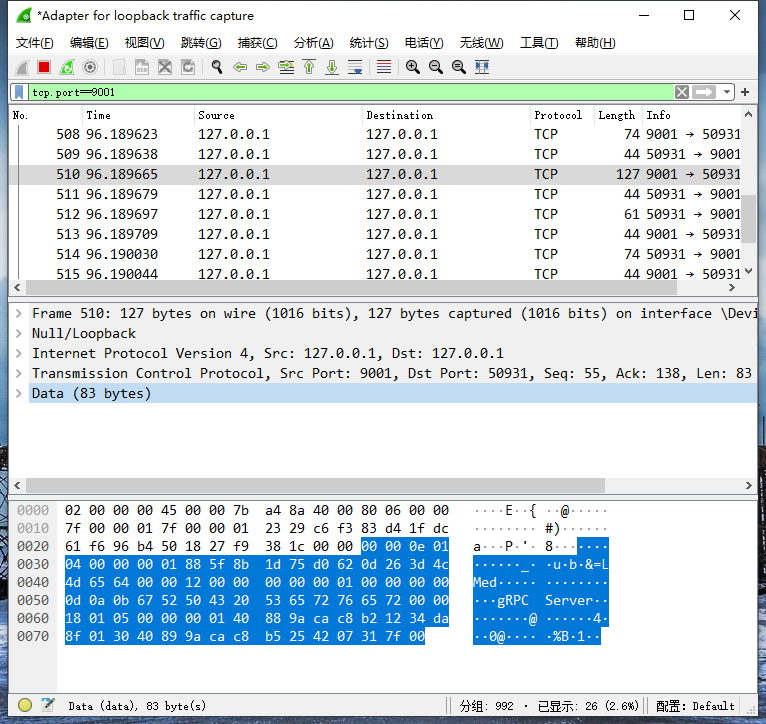 *Adapter for loopback traffic capture
文件(F) 编辑(E) 视图(V) 跳转(G) 捕获(C) 分析(A) 统计(S) 电话(Y) 无线(W) 工具(T) 帮助(H)
tcp.port==9001
No. Time Source Destination Protocol Length Info
508 96.189623 127.0.0.1 127.0.0.1 TCP 74 9001 → 50931
509 96.189638 127.0.0.1 127.0.0.1 TCP 44 50931 → 9001
510 96.189665 127.0.0.1 127.0.0.1 TCP 127 9001 → 50931
511 96.189679 127.0.0.1 127.0.0.1 TCP 44 50931 → 9001
512 96.189697 127.0.0.1 127.0.0.1 TCP 61 50931 → 9001
513 96.189709 127.0.0.1 127.0.0.1 TCP 44 9001 → 50931
514 96.190030 127.0.0.1 127.0.0.1 TCP 74 50931 → 9001
515 96.190044 127.0.0.1 127.0.0.1 TCP 44 9001 → 50931
Frame 510: 127 bytes on wire (1016 bits), 127 bytes captured (1016 bits) on interface \Devi
Null/Loopback
Internet Protocol Version 4, Src: 127.0.0.1, Dst: 127.0.0.1
Transmission Control Protocol, Src Port: 9001, Dst Port: 50931, Seq: 55, Ack: 138, Len: 83
Data (83 bytes)
0000 02 00 00 00 45 00 00 7b a4 8a 40 00 80 06 00 00 ····E··{ ··@·····
0010 7f 00 00 01 7f 00 00 01 23 29 c6 f3 83 d4 1f dc ········ #)······
0020 61 f6 96 b4 50 18 27 f9 38 1c 00 00 00 00 0e 01 a···P·'· 8·······
0030 04 00 00 00 01 88 5f 8b 1d 75 d0 62 0d 26 3d 4c ······_· ·u·b·&=L
0040 4d 65 64 00 00 12 00 00 00 00 00 01 00 00 00 00 Med····· ········
0050 0d 0a 0b 67 52 50 43 20 53 65 72 76 65 72 00 00 ···gRPC Server··
0060 18 01 05 00 00 00 01 40 88 9a ca c8 b2 12 34 da ·······@ ······4·
0070 8f 01 30 40 89 9a ca c8 b5 25 42 07 31 7f 00 ··0@···· ·%B·1··
Data (data), 83 byte(s) 分组: 992 · 已显示: 26 (2.6%) 配置: Default